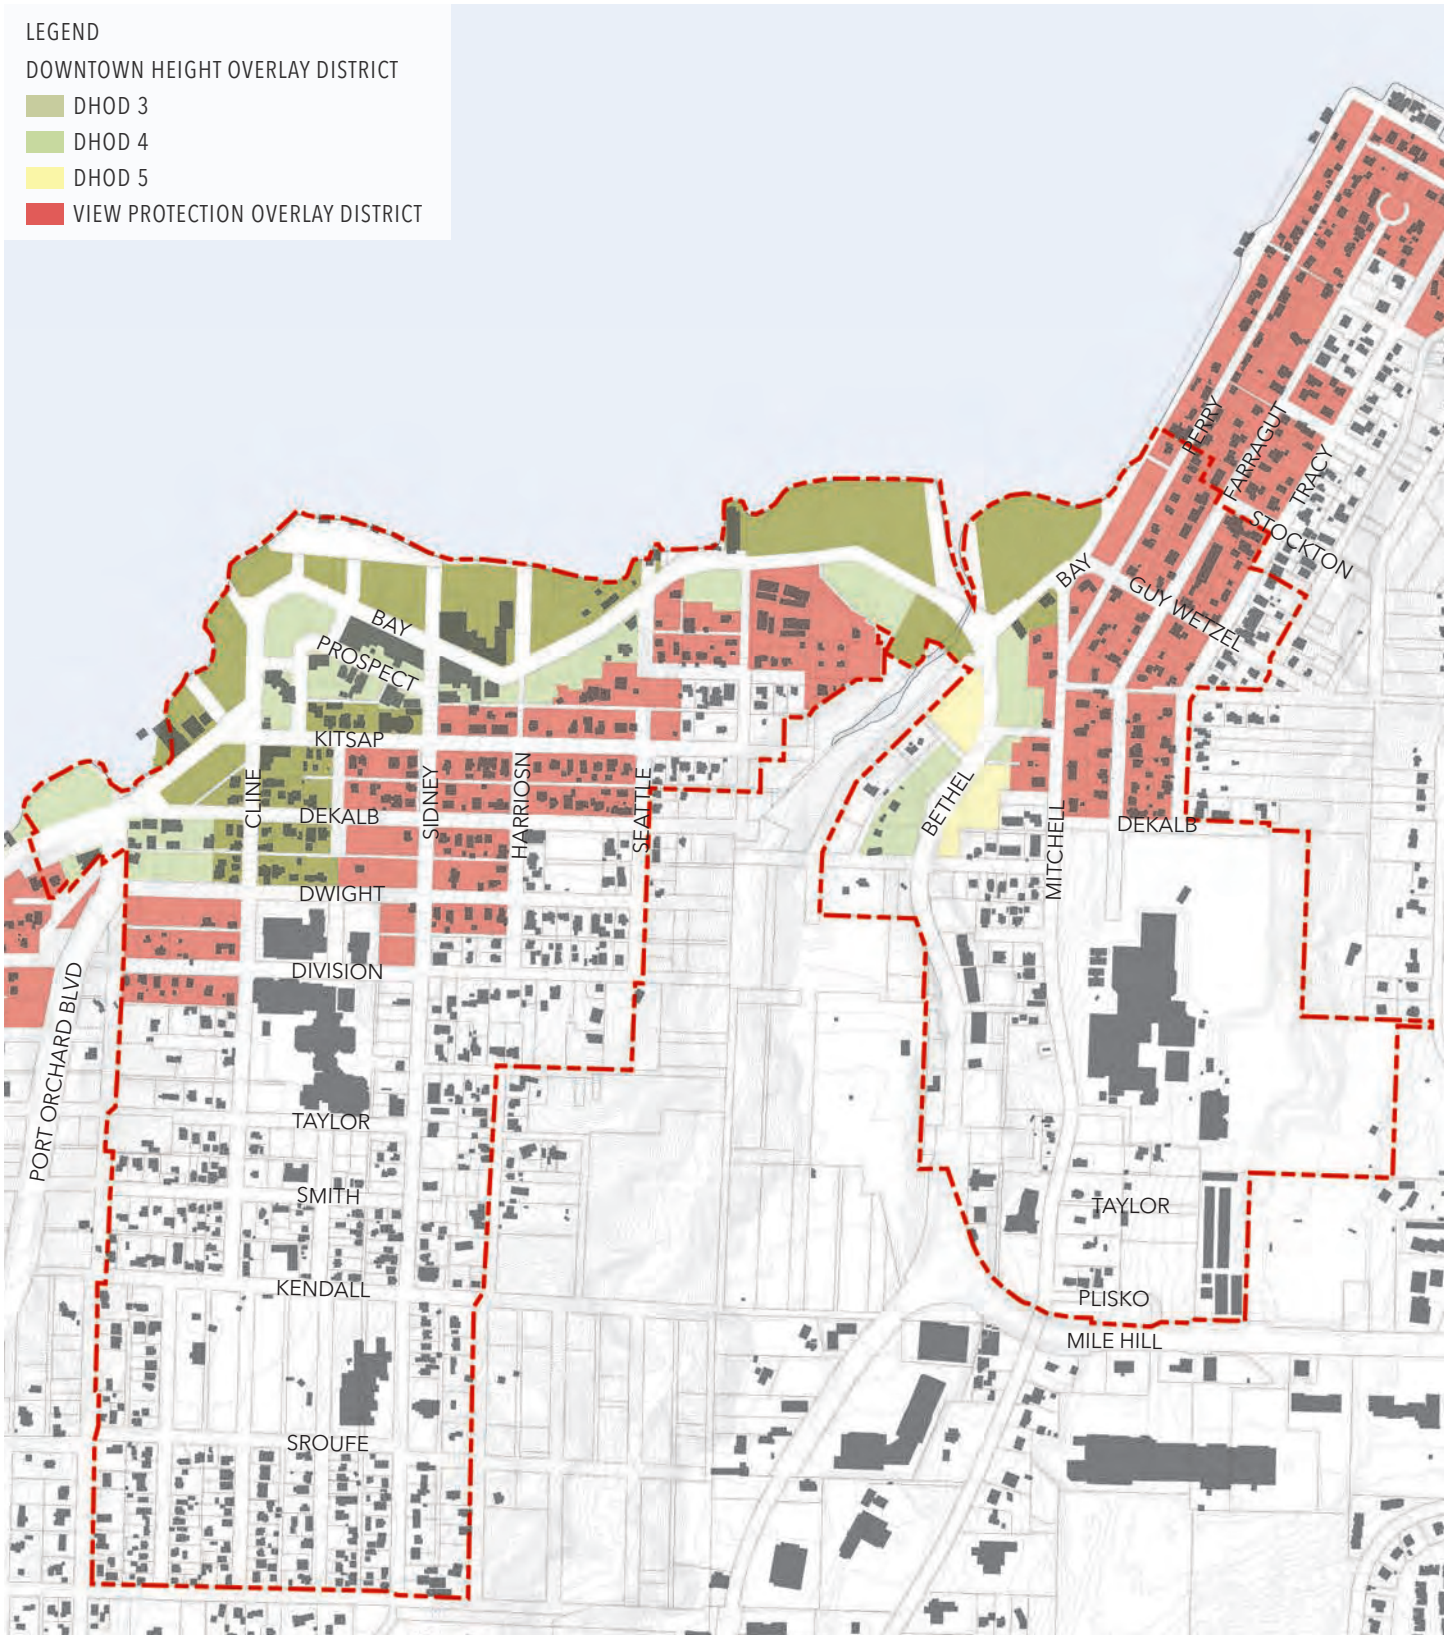 LEGEND
DOWNTOWN HEIGHT OVERLAY DISTRICT
DHOD 3
DHOD 4
DHOD 5
VIEW PROTECTION OVERLAY DISTRICT
PERRY
FARRAGUT
TRACY
STOCKTON
BAY
GUY WETZEL
BAY
PROSPECT
KITSAP
CLINE
SIDNEY
HARRIOSN
SEATTLE
BETHEL
DEKALB
DEKALB
MITCHELL
DWIGHT
DIVISION
PORT ORCHARD BLVD
TAYLOR
SMITH
TAYLOR
KENDALL
PLISKO
MILE HILL
SROUFE